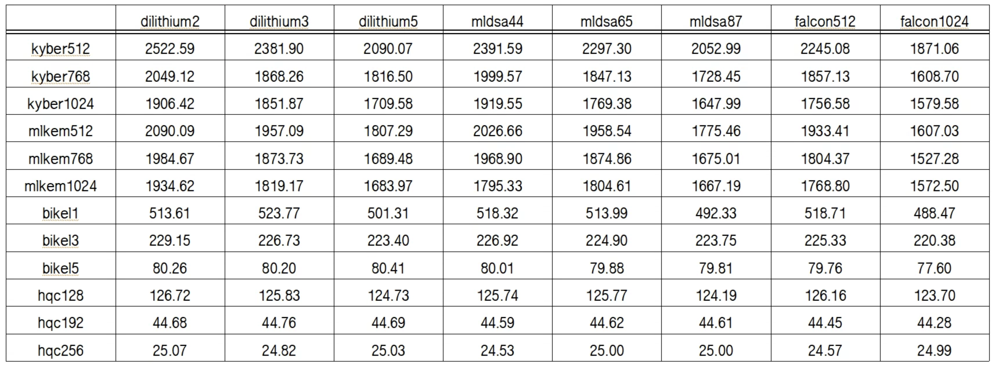 dilithium2 dilithium3 dilithium5 mldsa44 mldsa65 mldsa87 falcon512 falcon1024
kyber512 2522.59 2381.90 2090.07 2391.59 2297.30 2052.99 2245.08 1871.06
kyber768 2049.12 1868.26 1816.50 1999.57 1847.13 1728.45 1857.13 1608.70
kyber1024 1906.42 1851.87 1709.58 1919.55 1769.38 1647.99 1756.58 1579.58
mlkem512 2090.09 1957.09 1807.29 2026.66 1958.54 1775.46 1933.41 1607.03
mlkem768 1984.67 1873.73 1689.48 1968.90 1874.86 1675.01 1804.37 1527.28
mlkem1024 1934.62 1819.17 1683.97 1795.33 1804.61 1667.19 1768.80 1572.50
bikel1 513.61 523.77 501.31 518.32 513.99 492.33 518.71 488.47
bikel3 229.15 226.73 223.40 226.92 224.90 223.75 225.33 220.38
bikel5 80.26 80.20 80.41 80.01 79.88 79.81 79.76 77.60
hqc128 126.72 125.83 124.73 125.74 125.77 124.19 126.16 123.70
hqc192 44.68 44.76 44.69 44.59 44.62 44.61 44.45 44.28
hqc256 25.07 24.82 25.03 24.53 25.00 25.00 24.57 24.99